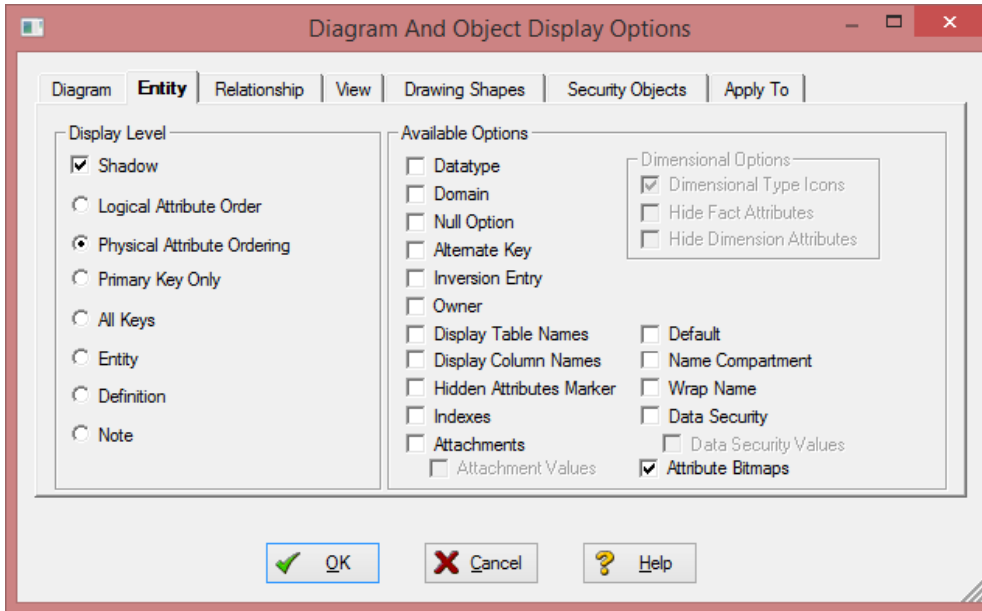 Diagram And Object Display Options
Diagram Entity Relationship View Drawing Shapes Security Objects Apply To
Display Level
Shadow
Logical Attribute Order
Physical Attribute Ordering
Primary Key Only
All Keys
Entity
Definition
Note
Available Options
Datatype
Domain
Null Option
Alternate Key
Inversion Entry
Owner
Display Table Names
Display Column Names
Hidden Attributes Marker
Indexes
Attachments
Attachment Values
Dimensional Options
Dimensional Type Icons
Hide Fact Attributes
Hide Dimension Attributes
Default
Name Compartment
Wrap Name
Data Security
Data Security Values
Attribute Bitmaps
OK Cancel Help